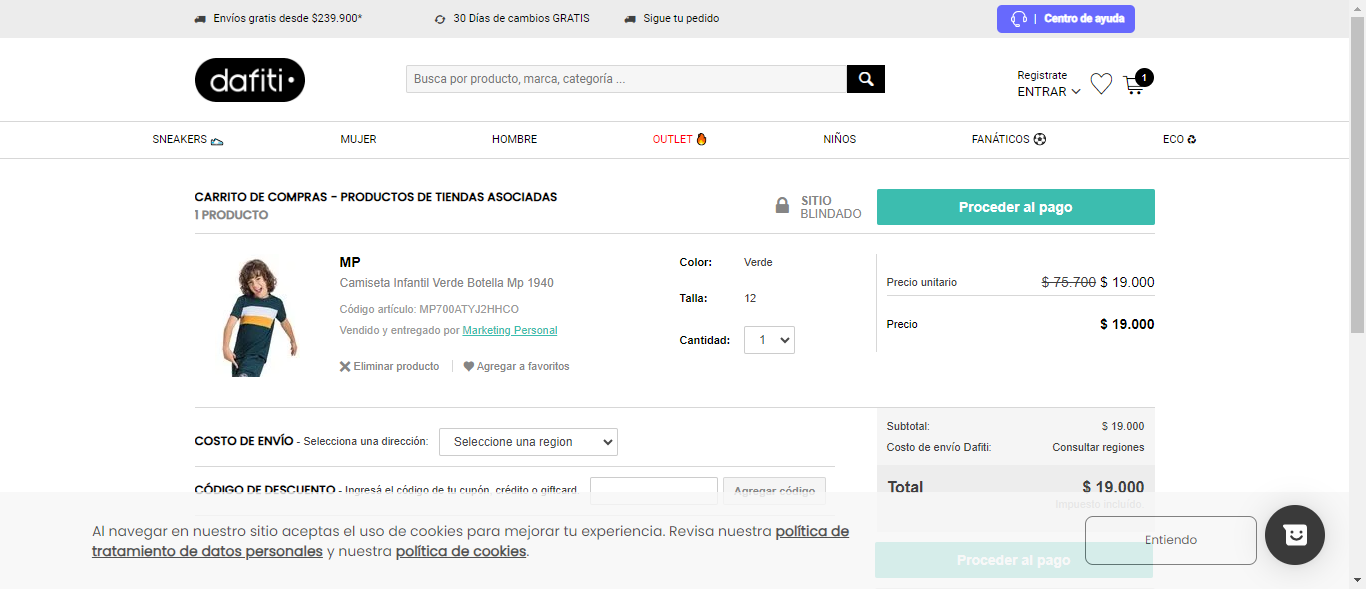 Envíos gratis desde $239.900*
30 Días de cambios GRATIS
Sigue tu pedido
| Centro de ayuda
dafiti
Busca por producto, marca, categoría ...
Registrate
ENTRAR
1
SNEAKERS
MUJER
HOMBRE
OUTLET
NIÑOS
FANÁTICOS
ECO
CARRITO DE COMPRAS - PRODUCTOS DE TIENDAS ASOCIADAS
1 PRODUCTO
SITIO
BLINDADO
Proceder al pago
MP
Camiseta Infantil Verde Botella Mp 1940
Código artículo: MP700ATYJ2HHCO
Vendido y entregado por Marketing Personal
Eliminar producto
Agregar a favoritos
Color: Verde
Talla: 12
Cantidad: 1
Precio unitario $ 75.700 $ 19.000
Precio $ 19.000
COSTO DE ENVÍO - Selecciona una dirección: Seleccione una region
CÓDIGO DE DESCUENTO - Ingresá el código de tu cupón, crédito o giftcard
Agregar código
Subtotal: $ 19.000
Costo de envío Dafiti: Consultar regiones
Total $ 19.000
Impuesto incluido.
Proceder al pago
Al navegar en nuestro sitio aceptas el uso de cookies para mejorar tu experiencia. Revisa nuestra política de
tratamiento de datos personales y nuestra política de cookies.
Entiendo